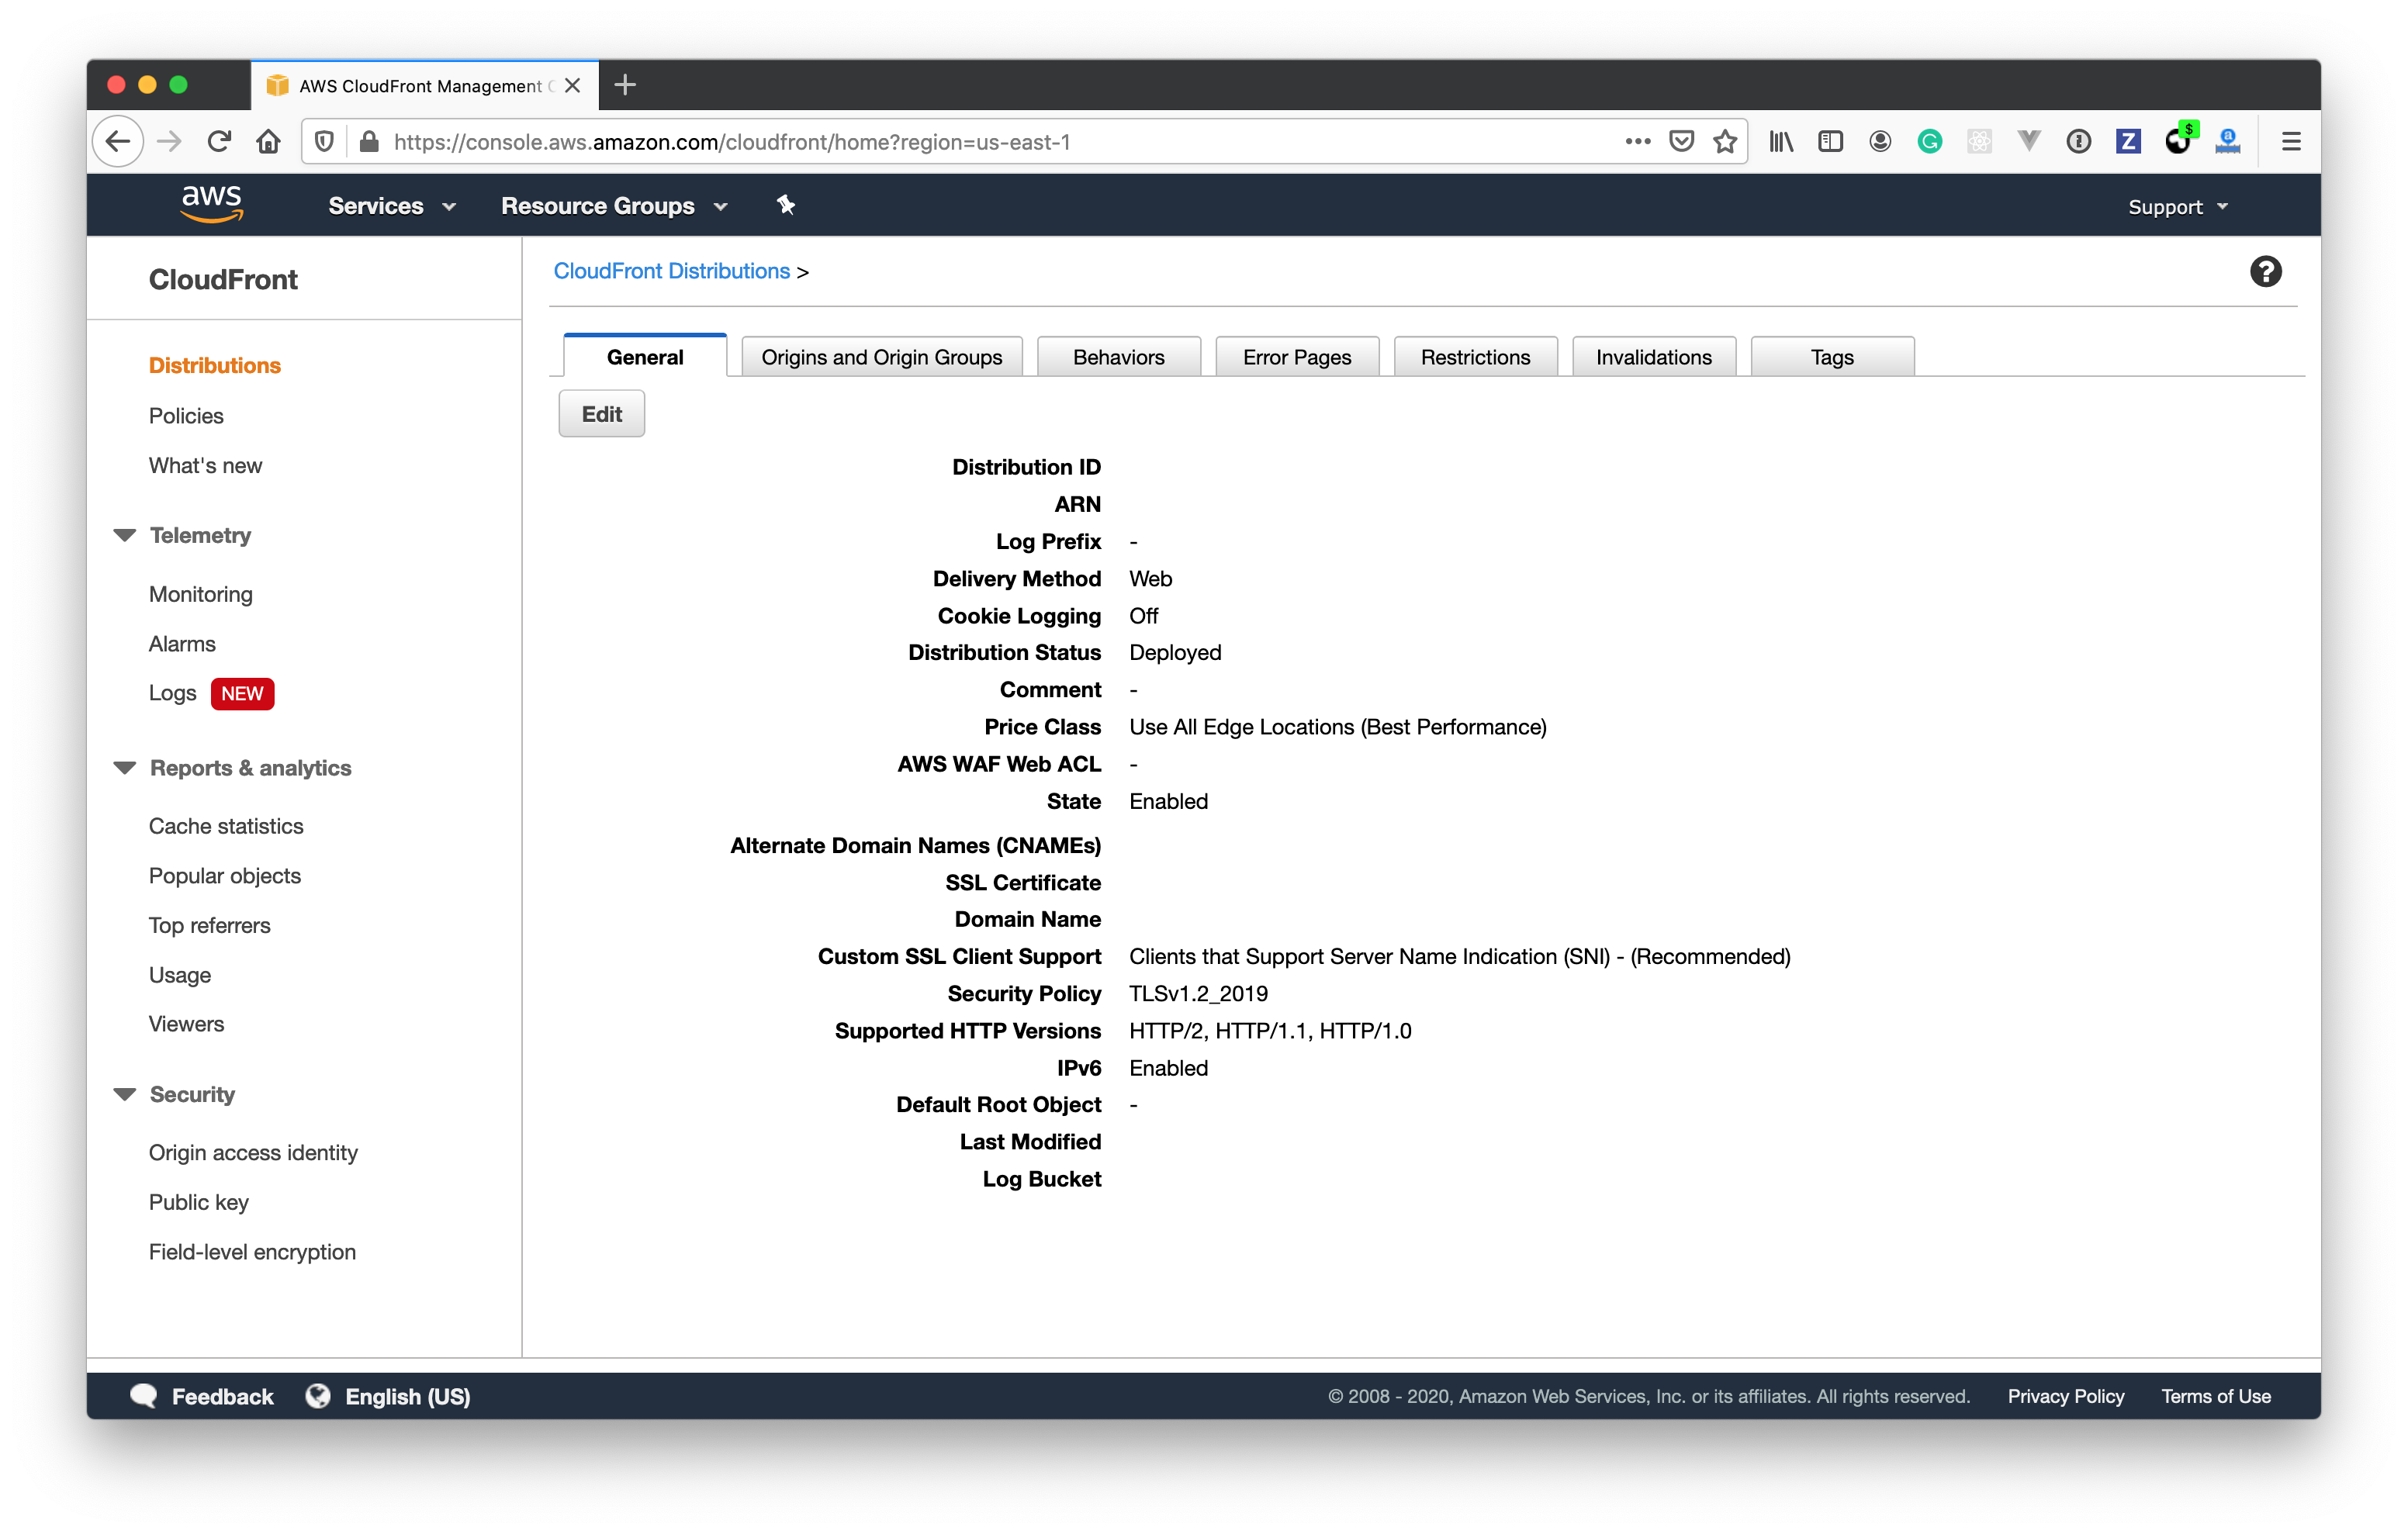 AWS CloudFront Management C
https://console.aws.amazon.com/cloudfront/home?region=us-east-1
$
aws
Services
Resource Groups
Support
CloudFront
Distributions
Policies
What's new
Telemetry
Monitoring
Alarms
Logs NEW
Reports & analytics
Cache statistics
Popular objects
Top referrers
Usage
Viewers
Security
Origin access identity
Public key
Field-level encryption
CloudFront Distributions >
?
General Origins and Origin Groups Behaviors Error Pages Restrictions Invalidations Tags
Edit
Distribution ID
ARN
Log Prefix -
Delivery Method Web
Cookie Logging Off
Distribution Status Deployed
Comment -
Price Class Use All Edge Locations (Best Performance)
AWS WAF Web ACL -
State Enabled
Alternate Domain Names (CNAMEs)
SSL Certificate
Domain Name
Custom SSL Client Support Clients that Support Server Name Indication (SNI) - (Recommended)
Security Policy TLSv1.2_2019
Supported HTTP Versions HTTP/2, HTTP/1.1, HTTP/1.0
IPv6 Enabled
Default Root Object -
Last Modified
Log Bucket
Feedback English (US)
© 2008 - 2020, Amazon Web Services, Inc. or its affiliates. All rights reserved. Privacy Policy Terms of Use